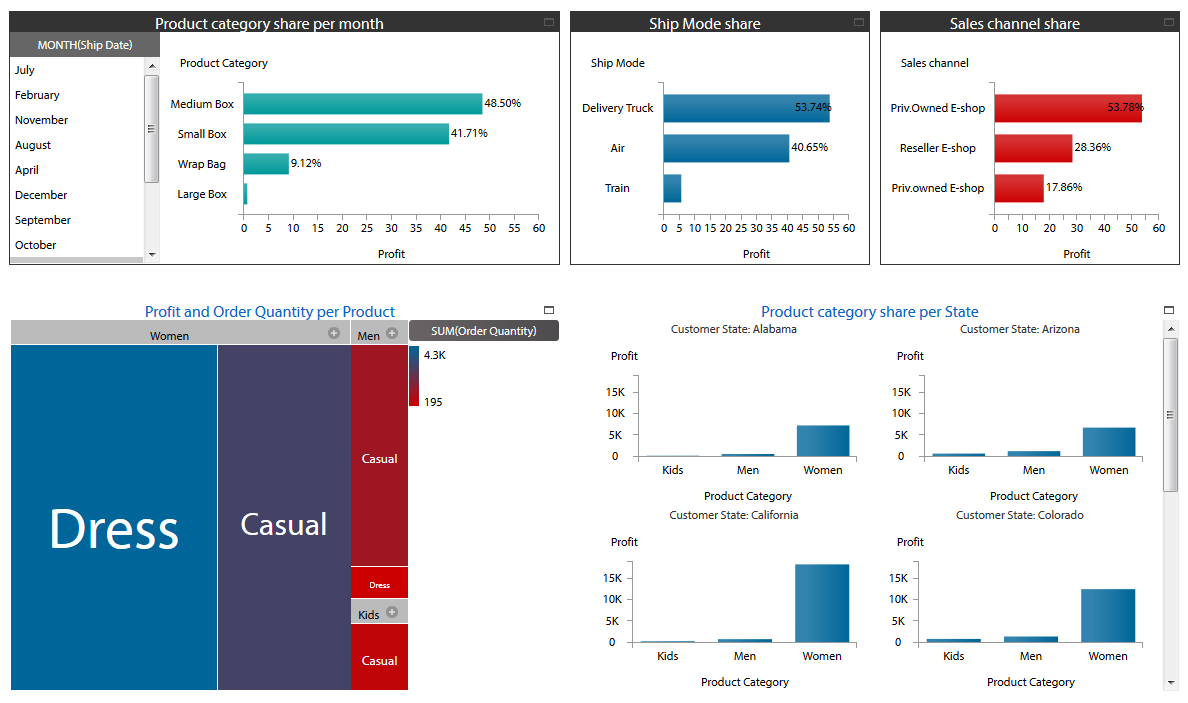 Product category share per month
MONTH(Ship Date)
July
February
November
August
April
December
September
October
Product Category
Medium Box 48.50%
Small Box 41.71%
Wrap Bag 9.12%
Large Box
0 5 10 15 20 25 30 35 40 45 50 55 60
Profit
Ship Mode share
Ship Mode
Delivery Truck 53.74%
Air 40.65%
Train
0 5 10 15 20 25 30 35 40 45 50 55 60
Profit
Sales channel share
Sales channel
Priv.Owned E-shop 53.78%
Reseller E-shop 28.36%
Priv.owned E-shop 17.86%
0 10 20 30 40 50 60
Profit
Profit and Order Quantity per Product
Women
Men
SUM(Order Quantity)
4.3K
195
Dress
Casual
Casual
Dress
Kids
Casual
Product category share per State
Customer State: Alabama
Profit
15K
10K
5K
0
Kids Men Women
Product Category
Customer State: Arizona
Profit
15K
10K
5K
0
Kids Men Women
Product Category
Customer State: California
Profit
15K
10K
5K
0
Kids Men Women
Product Category
Customer State: Colorado
Profit
15K
10K
5K
0
Kids Men Women
Product Category